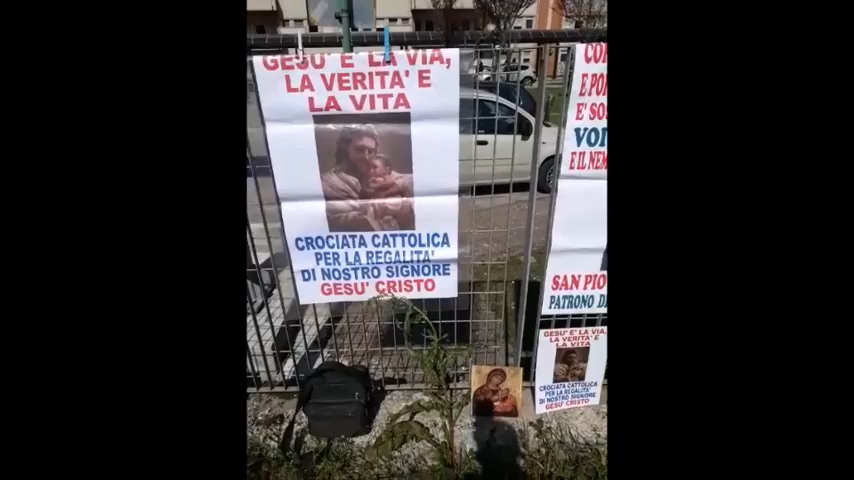 GESU' E' LA VIA,
LA VERITA' E
LA VITA
CROCIATA CATTOLICA
PER LA REGALITA'
DI NOSTRO SIGNORE
GESU' CRISTO
E'
VOI
E IL
SAN PIO
PATRONO
GESU' E' LA VIA,
LA VERITA' E
LA VITA
CROCIATA CATTOLICA
PER LA REGALITA'
DI NOSTRO SIGNORE
GESU' CRISTO